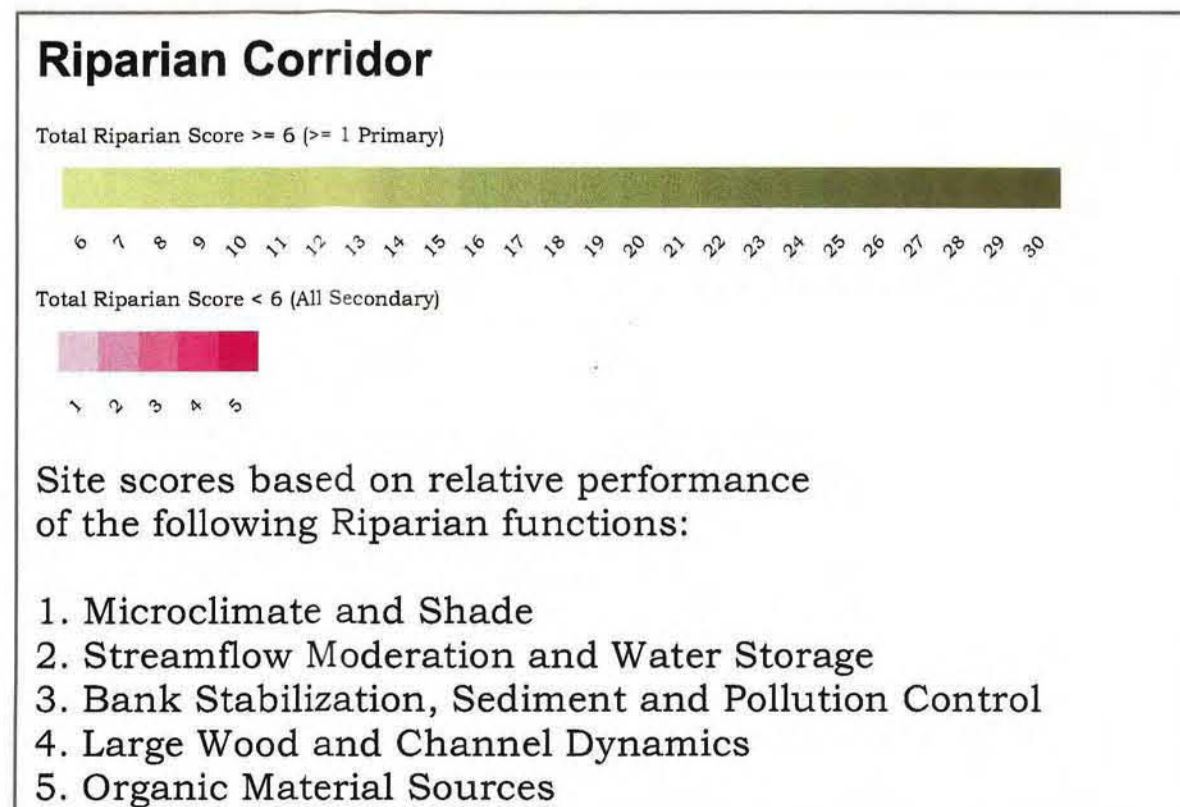 Riparian Corridor
Total Riparian Score >= 6 (>= 1 Primary)
6 7 8 9 10 11 12 13 14 15 16 17 18 19 20 21 22 23 24 25 26 27 28 29 30
Total Riparian Score < 6 (All Secondary)
1 2 3 4 5
Site scores based on relative performance
of the following Riparian functions:
1. Microclimate and Shade
2. Streamflow Moderation and Water Storage
3. Bank Stabilization, Sediment and Pollution Control
4. Large Wood and Channel Dynamics
5. Organic Material Sources